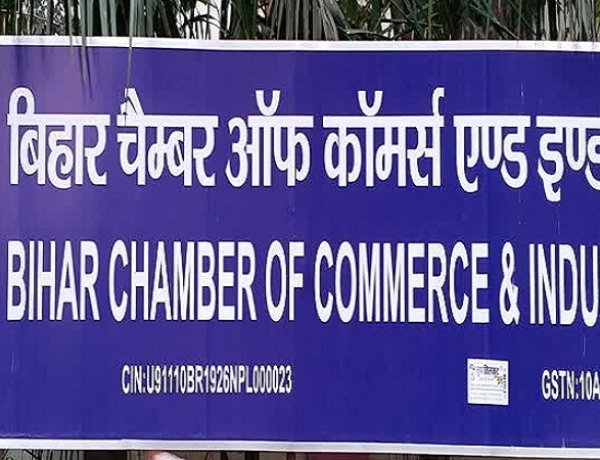 बिहार चैम्बर ऑफ कॉमर्स एण्ड इण्ड
BIHAR CHAMBER OF COMMERCE & INDU
CIN:U91110BR1926NPL000023
GSTN:10A